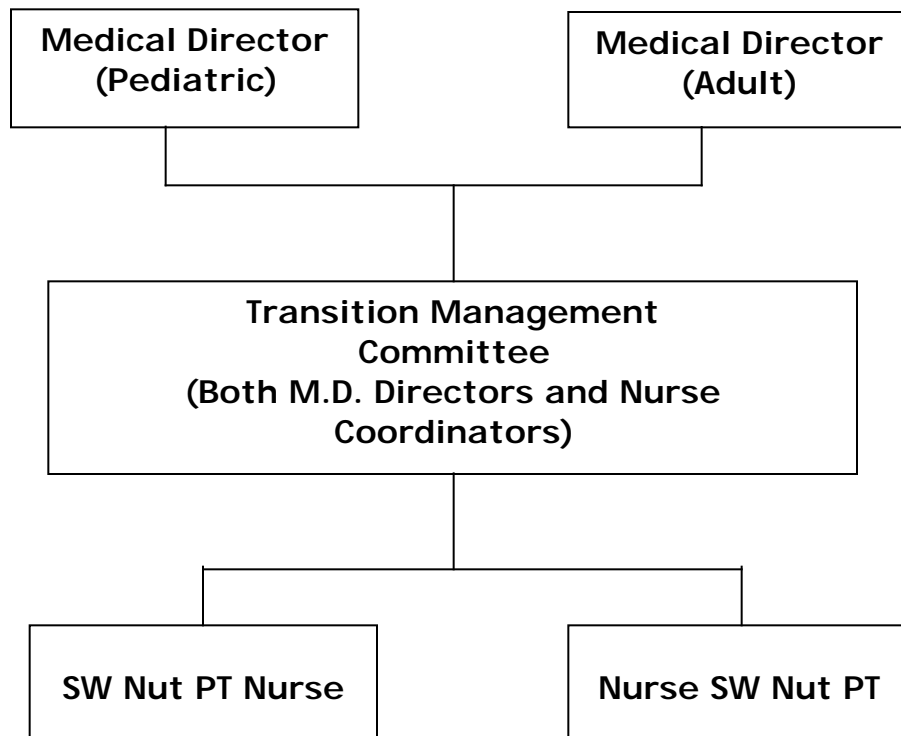 Medical Director
(Pediatric)
Medical Director
(Adult)
Transition Management
Committee
(Both M.D. Directors and Nurse
Coordinators)
SW Nut PT Nurse
Nurse SW Nut PT